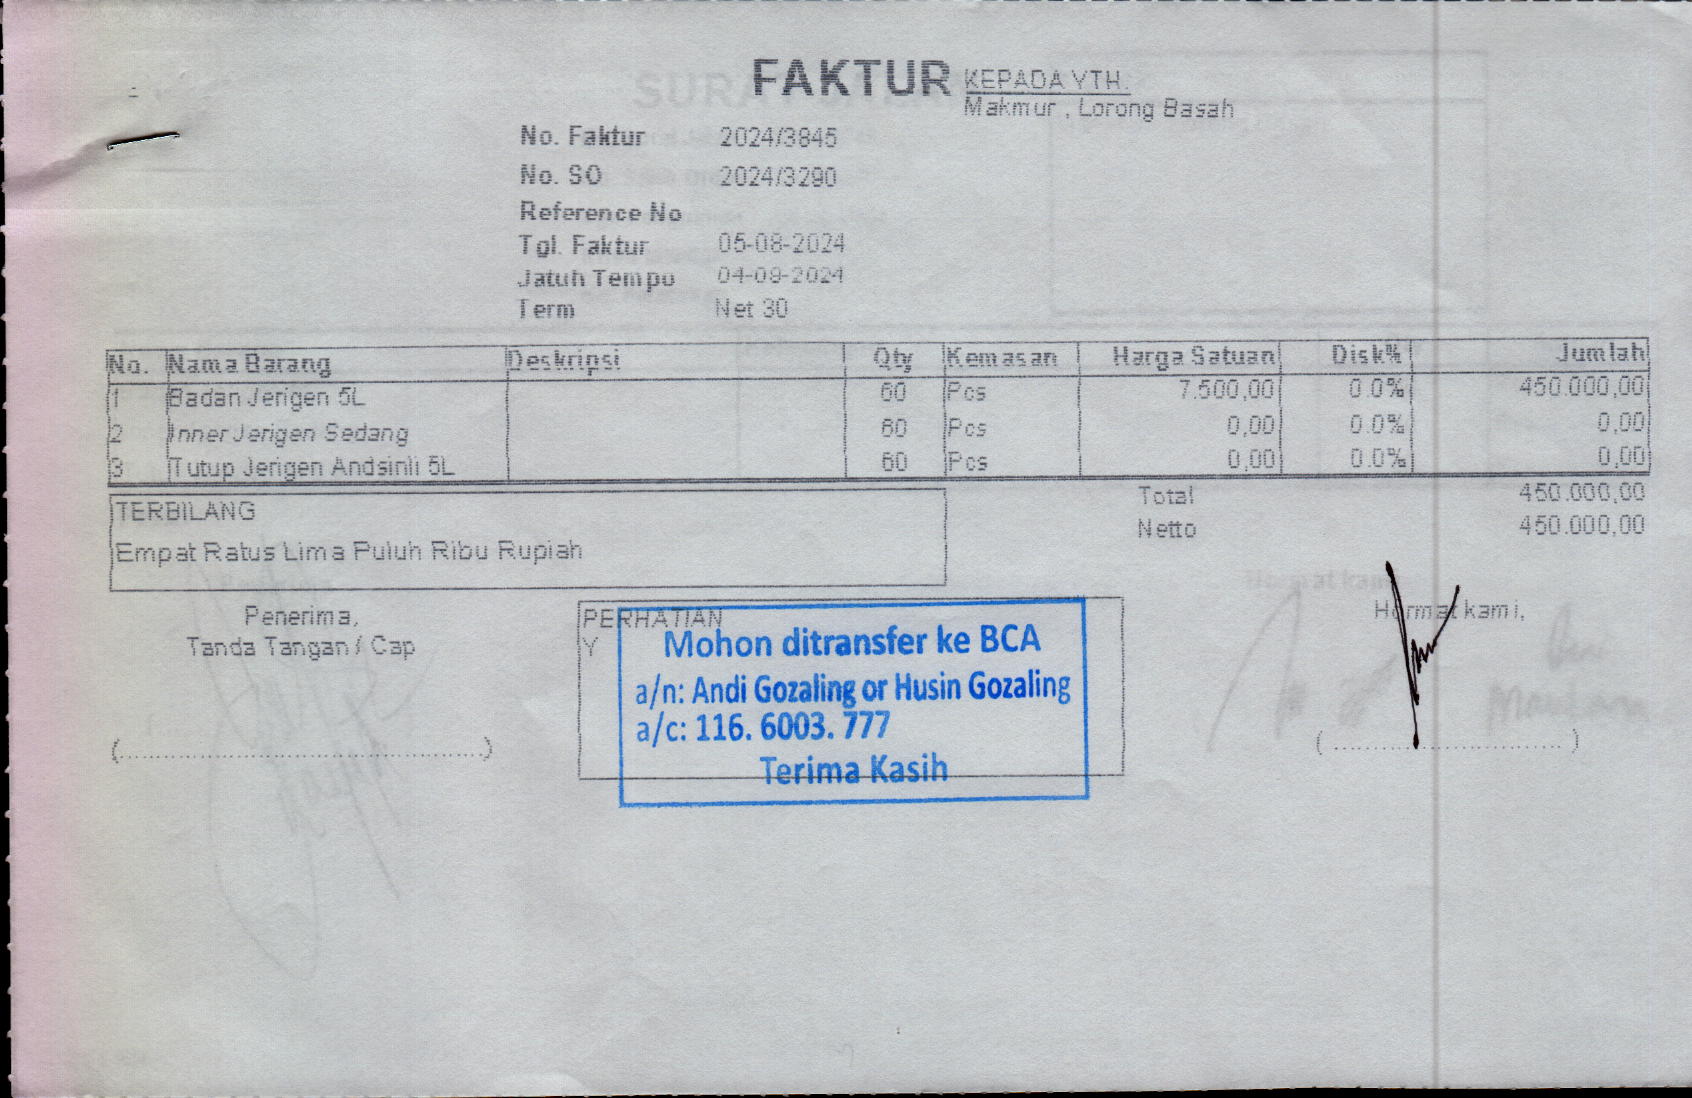 FAKTUR
KEPADA YTH.
Makmur , Lorong Basah
No. Faktur 2024/3845
No. SO 2024/3290
Reference No
Tgl. Faktur 05-08-2024
Jatuh Tempo 04-09-2024
Term Net 30
No. Nama Barang Deskripsi Qty Kemasan Harga Satuan Disk% Jumlah
1 Badan Jerigen 5L 60 Pcs 7.500,00 0.0% 450.000,00
2 Inner Jerigen Sedang 60 Pcs 0,00 0.0% 0,00
3 Tutup Jerigen Andsinli 5L 60 Pcs 0,00 0.0% 0,00
Total 450.000,00
Netto 450.000,00
TERBILANG
Empat Ratus Lima Puluh Ribu Rupiah
Penerima,
Tanda Tangan / Cap
(..........................................)
PERHATIAN
Y
Mohon ditransfer ke BCA
a/n: Andi Gozaling or Husin Gozaling
a/c: 116. 6003. 777
Terima Kasih
Hormat kami,
( .......................... )